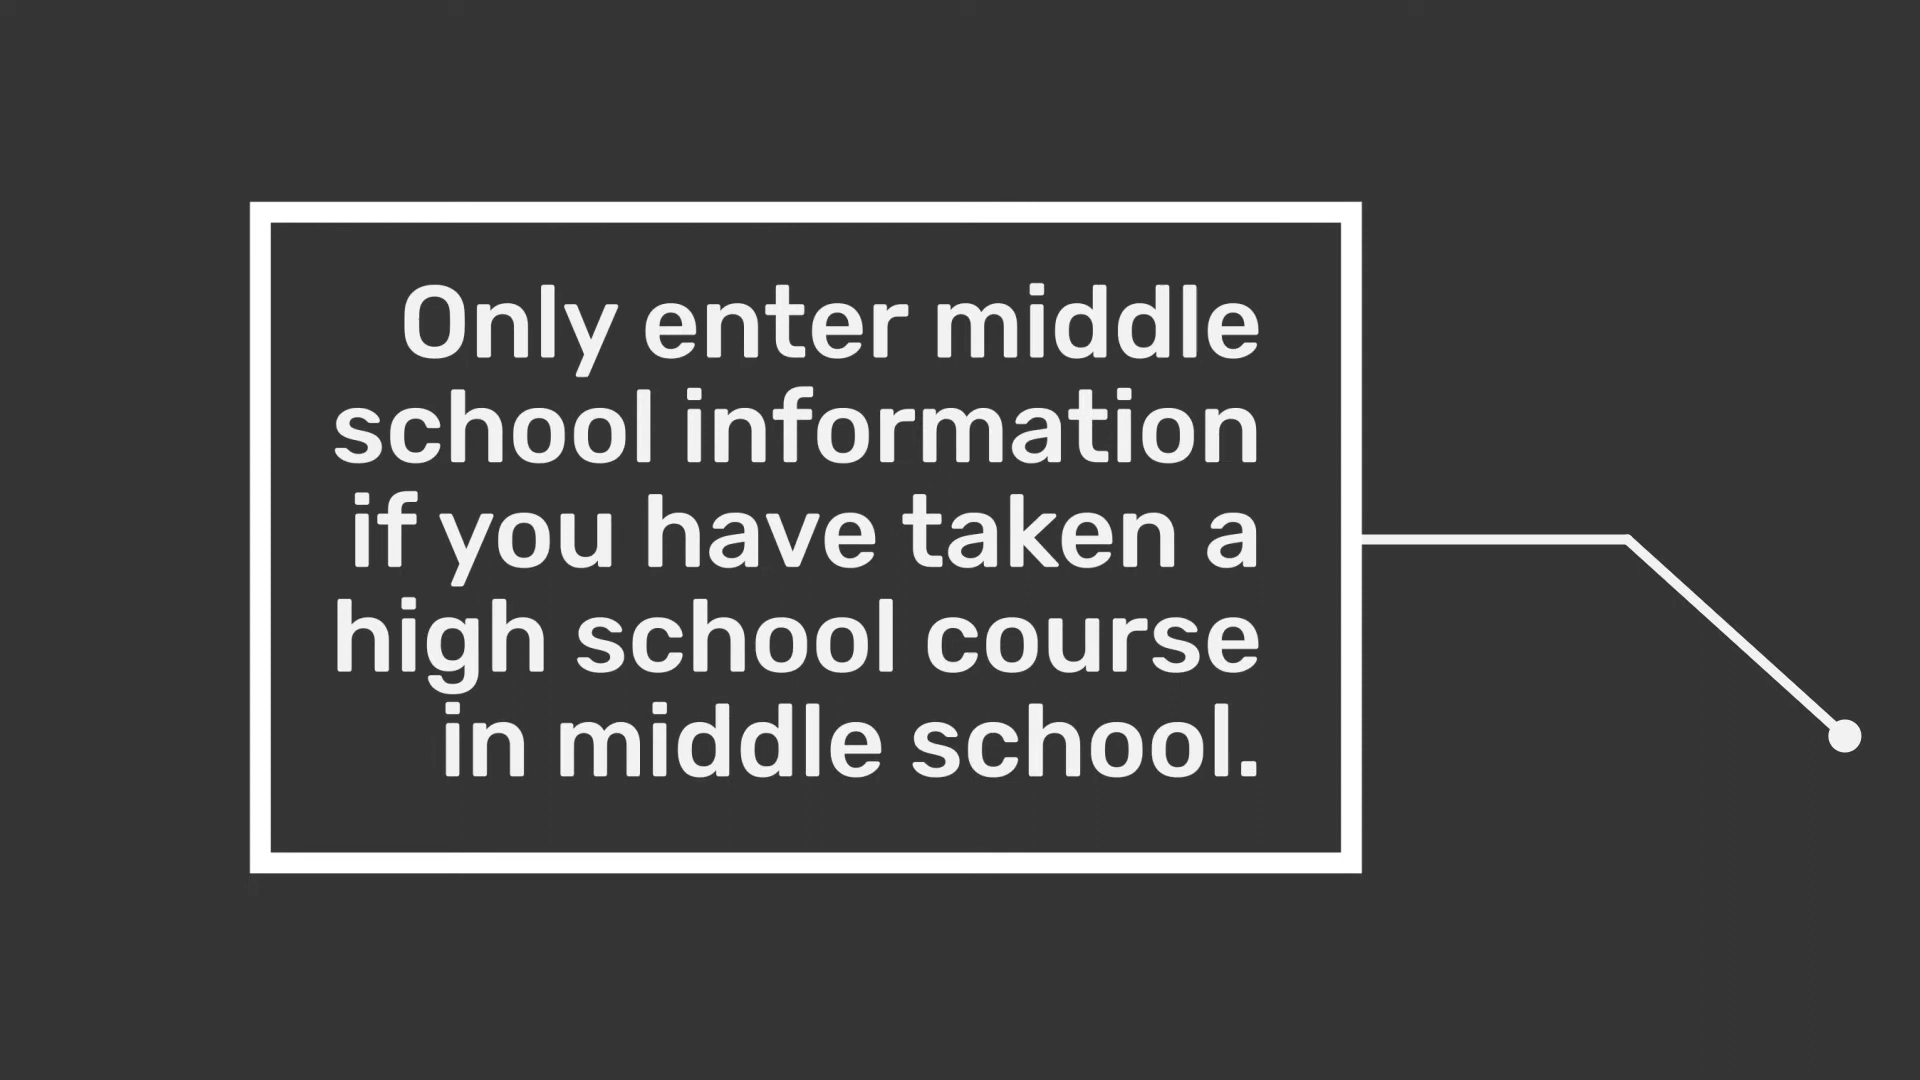 Only enter middle
school information
if you have taken a
high school course
in middle school.